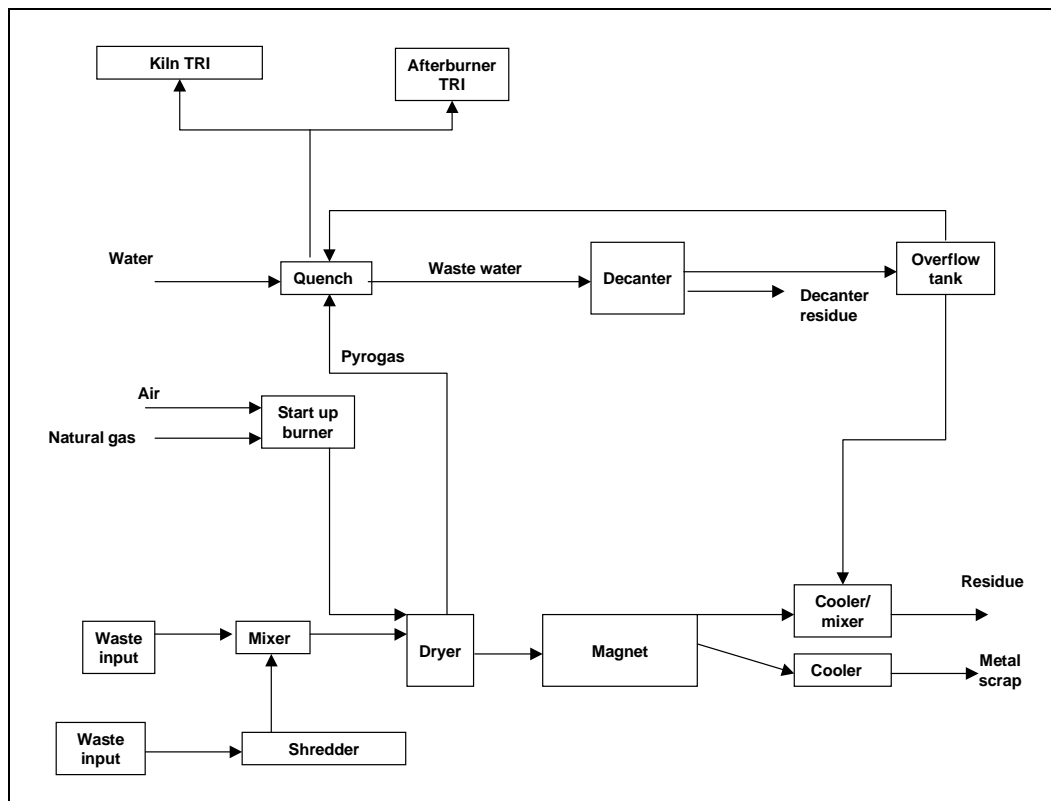 Kiln TRI
Afterburner
TRI
Water
Quench
Waste water
Decanter
Overflow
tank
Decanter
residue
Pyrogas
Air
Start up
burner
Natural gas
Cooler/
mixer
Residue
Waste
input
Mixer
Dryer
Magnet
Cooler
Metal
scrap
Waste
input
Shredder